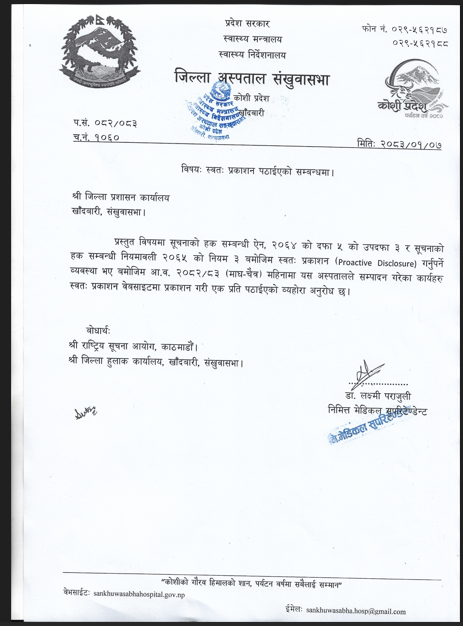 प्रदेश सरकार
स्वास्थ्य मन्त्रालय
स्वास्थ्य निर्देशनालय
जिल्ला अस्पताल संखुवासभा
कोशी प्रदेश
खाँदबारी
फोन नं. ०२९-५६२१८७
०२९-५६२१८८
कोशी प्रदेश
प.सं. ०८२/०८३
च.नं. १०६०
मितिः २०८३/०१/०७
विषयः स्वतः प्रकाशन पठाईएको सम्बन्धमा।
श्री जिल्ला प्रशासन कार्यालय
खाँदबारी, संखुवासभा।
प्रस्तुत विषयमा सूचनाको हक सम्बन्धी ऐन, २०६४ को दफा ५ को उपदफा ३ र सूचनाको
हक सम्बन्धी नियमावली २०६५ को नियम ३ बमोजिम स्वतः प्रकाशन (Proactive Disclosure) गर्नुपर्ने
व्यवस्था भए बमोजिम आ.व. २०८२/८३ (माघ-चैत्र) महिनामा यस अस्पतालले सम्पादन गरेका कार्यहरु
स्वतः प्रकाशन वेबसाइटमा प्रकाशन गरी एक प्रति पठाईएको व्यहोरा अनुरोध छ।
बोधार्थः
श्री राष्ट्रिय सूचना आयोग, काठमाडौं।
श्री जिल्ला हुलाक कार्यालय, खाँदबारी, संखुवासभा।
डा. लक्ष्मी पराजुली
निमित्त मेडिकल सुपरिटेण्डेन्ट
"कोशीको गौरव हिमालको शान, पर्यटन वर्षमा सबैलाई सम्मान"
वेभसाईटः sankhuwasabhahospital.gov.np
ईमेलः sankhuwasabha.hosp@gmail.com